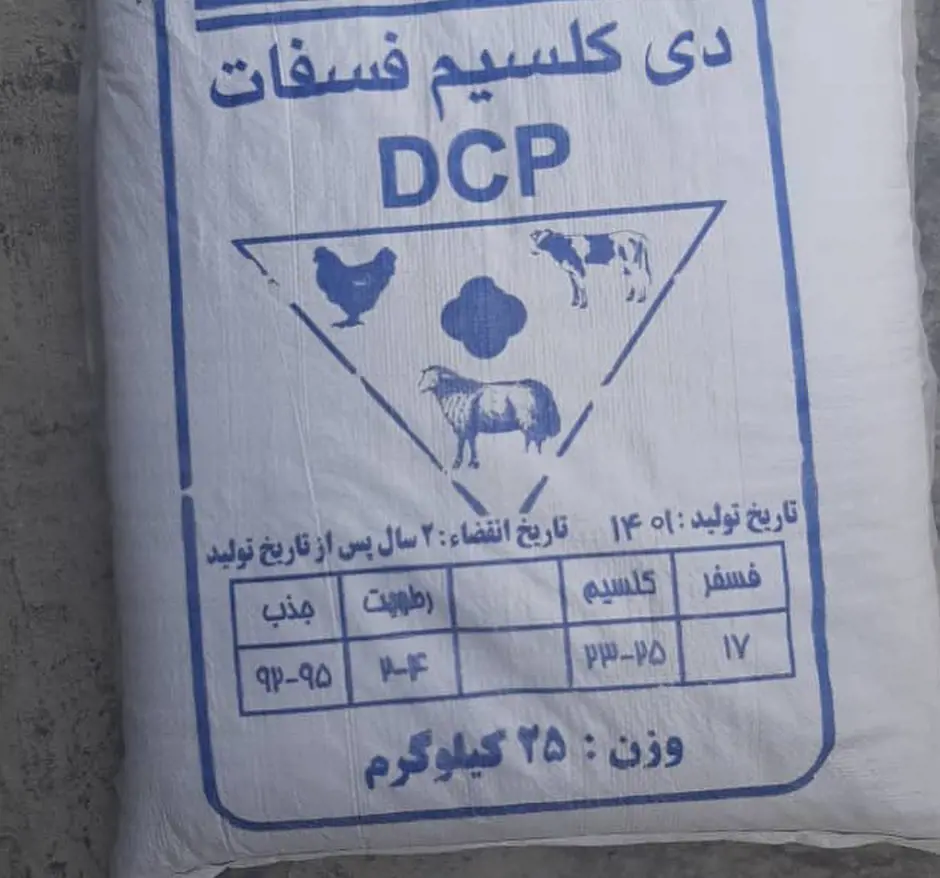 دی کلسیم فسفات
DCP
تاریخ تولید: ۱۴۰۱ تاریخ انقضاء: ۲ سال پس از تاریخ تولید
فسفر کلسیم رطوبت جذب
۱۷ ۲۳-۲۵ ۲-۴ ۹۲-۹۵
وزن : ۲۵ کیلوگرم